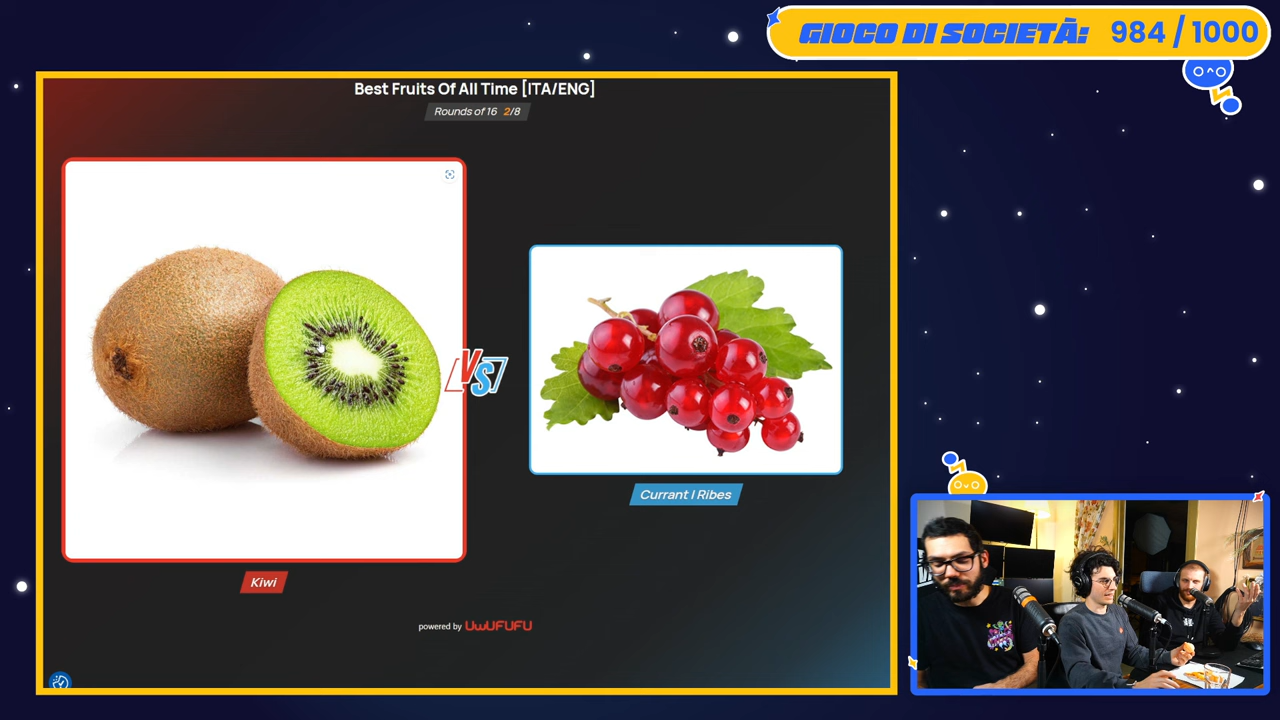 GIOCO DI SOCIETÀ: 984 / 1000
Best Fruits Of All Time [ITA/ENG]
Rounds of 16 2/8
VS
Currant | Ribes
Kiwi
powered by UwUFUFU